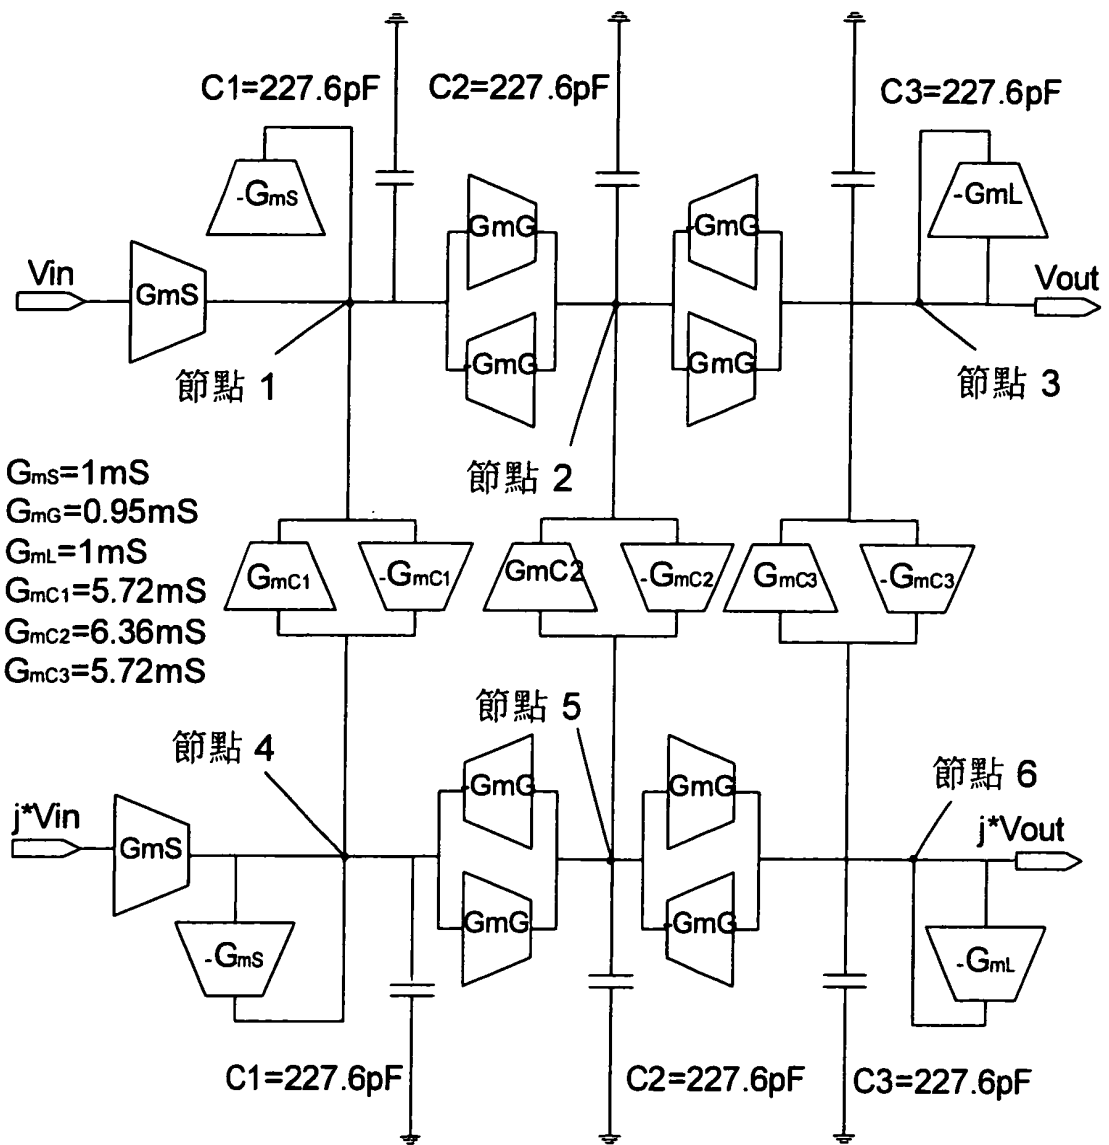 C1=227.6pF
C2=227.6pF
C3=227.6pF
-GmS
GmG
GmG
-GmL
Vin
GmS
Vout
GmG
GmG
節點 1
節點 2
節點 3
GmS=1mS
GmG=0.95mS
GmL=1mS
GmC1=5.72mS
GmC2=6.36mS
GmC3=5.72mS
GmC1
-GmC1
GmC2
-GmC2
GmC3
-GmC3
節點 4
節點 5
節點 6
j*Vin
GmS
GmG
GmG
j*Vout
-GmS
GmG
GmG
-GmL
C1=227.6pF
C2=227.6pF
C3=227.6pF